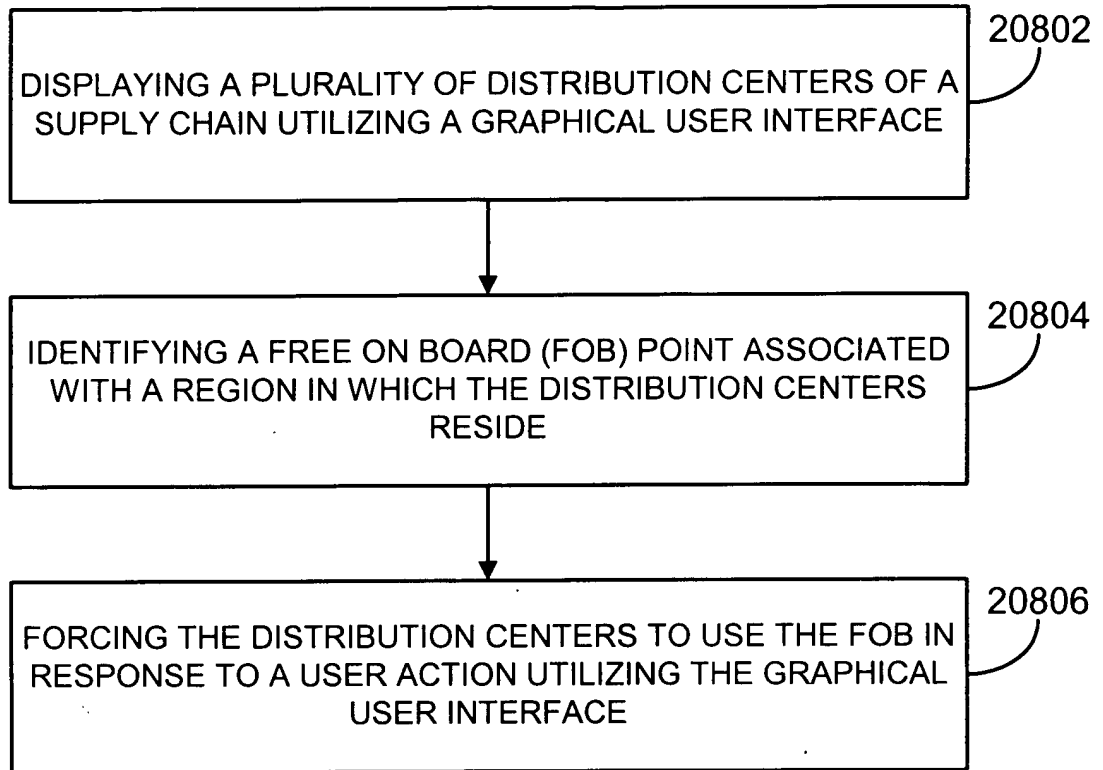 20802
DISPLAYING A PLURALITY OF DISTRIBUTION CENTERS OF A
SUPPLY CHAIN UTILIZING A GRAPHICAL USER INTERFACE
20804
IDENTIFYING A FREE ON BOARD (FOB) POINT ASSOCIATED
WITH A REGION IN WHICH THE DISTRIBUTION CENTERS
RESIDE
20806
FORCING THE DISTRIBUTION CENTERS TO USE THE FOB IN
RESPONSE TO A USER ACTION UTILIZING THE GRAPHICAL
USER INTERFACE